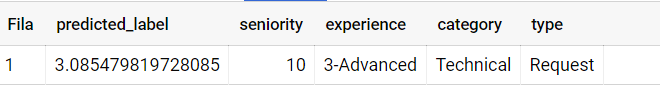 Fila predicted_label seniority experience category type
1 3.085479819728085 10 3-Advanced Technical Request